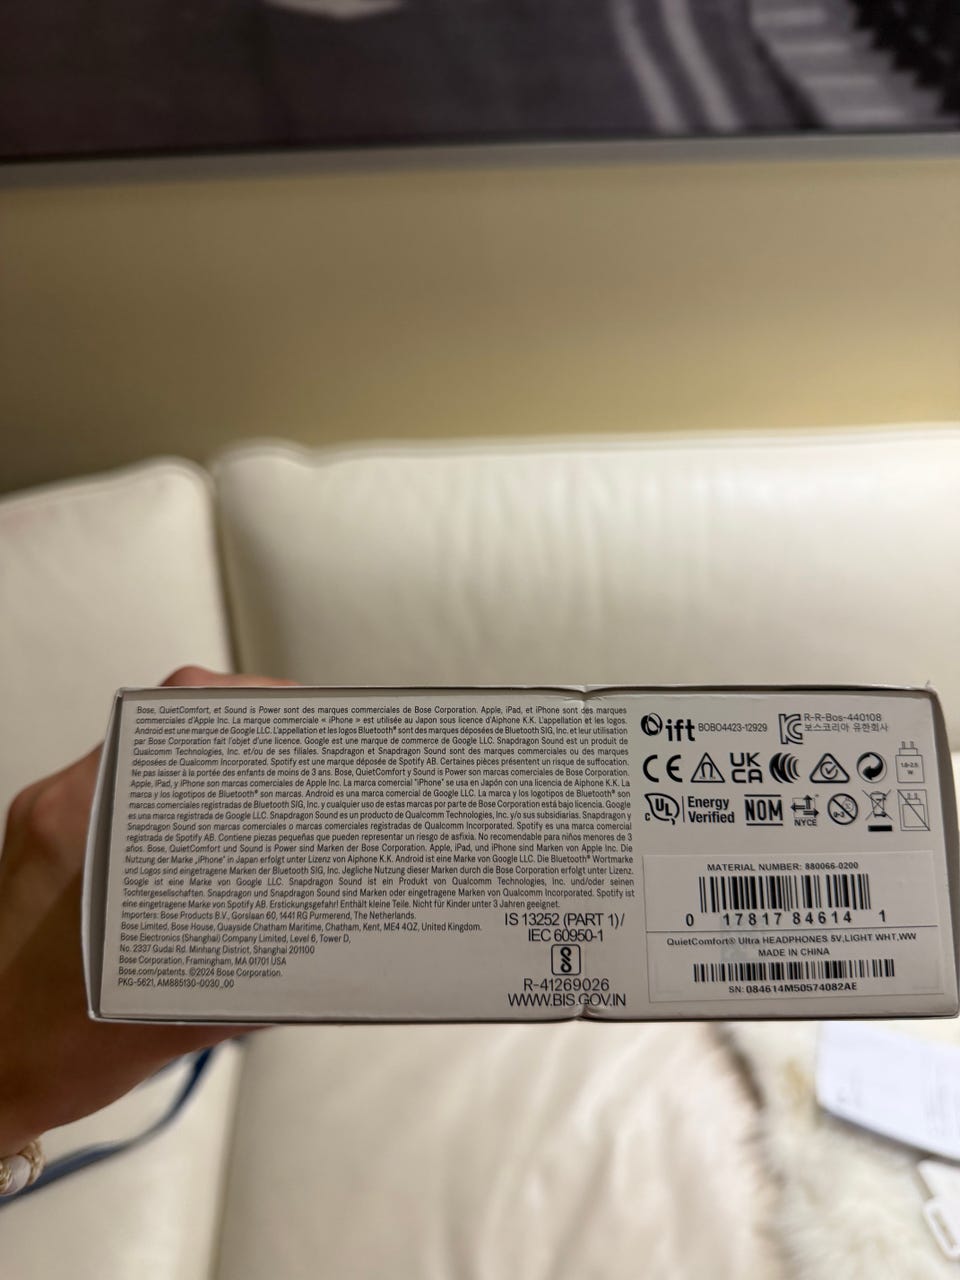 Bose, QuietComfort, et Sound is Power sont des marques commerciales de Bose Corporation. Apple, iPad, et iPhone sont des marques
commerciales d'Apple Inc. La marque commerciale « iPhone » est utilisée au Japon sous licence d'Aiphone K.K. L'appellation et les logos.
Android est une marque de Google LLC. L'appellation et les logos Bluetooth® sont des marques déposées de Bluetooth SIG, Inc. et leur utilisation
par Bose Corporation fait l'objet d'une licence. Google est une marque de commerce de Google LLC. Snapdragon Sound est un produit de
Qualcomm Technologies, Inc. et/ou de ses filiales. Snapdragon et Snapdragon Sound sont des marques commerciales ou des marques
déposées de Qualcomm Incorporated. Spotify est une marque déposée de Spotify AB. Certaines pièces présentent un risque de suffocation.
Ne pas laisser à la portée des enfants de moins de 3 ans. Bose, QuietComfort y Sound is Power son marcas comerciales de Bose Corporation.
Apple, iPad, y iPhone son marcas comerciales de Apple Inc. La marca comercial "iPhone" se usa en Japón con una licencia de Aiphone K.K. La
marca y los logotipos de Bluetooth® son marcas. Android es una marca comercial de Google LLC. La marca y los logotipos de Bluetooth® son
marcas comerciales registradas de Bluetooth SIG, Inc. y cualquier uso de estas marcas por parte de Bose Corporation está bajo licencia. Google
es una marca registrada de Google LLC. Snapdragon Sound es un producto de Qualcomm Technologies, Inc. y/o sus subsidiarias. Snapdragon y
Snapdragon Sound son marcas comerciales o marcas comerciales registradas de Qualcomm Incorporated. Spotify es una marca comercial
registrada de Spotify AB. Contiene piezas pequeñas que pueden representar un riesgo de asfixia. No recomendable para niños menores de 3
años. Bose, QuietComfort und Sound is Power sind Marken der Bose Corporation. Apple, iPad, und iPhone sind Marken von Apple Inc. Die
Nutzung der Marke „iPhone" in Japan erfolgt unter Lizenz von Aiphone K.K. Android ist eine Marke von Google LLC. Die Bluetooth® Wortmarke
und Logos sind eingetragene Marken der Bluetooth SIG, Inc. Jegliche Nutzung dieser Marken durch die Bose Corporation erfolgt unter Lizenz.
Google ist eine Marke von Google LLC. Snapdragon Sound ist ein Produkt von Qualcomm Technologies, Inc. und/oder seinen
Tochtergesellschaften. Snapdragon und Snapdragon Sound sind Marken oder eingetragene Marken von Qualcomm Incorporated. Spotify ist
eine eingetragene Marke von Spotify AB. Erstickungsgefahr! Enthält kleine Teile. Nicht für Kinder unter 3 Jahren geeignet.
Importers: Bose Products B.V., Gorslaan 60, 1441 RG Purmerend, The Netherlands.
Bose Limited, Bose House, Quayside Chatham Maritime, Chatham, Kent, ME4 4QZ, United Kingdom.
Bose Electronics (Shanghai) Company Limited, Level 6, Tower D,
No. 2337 Gudai Rd. Minhang District, Shanghai 201100
Bose Corporation, Framingham, MA 01701 USA
Bose.com/patents. ©2024 Bose Corporation.
PKG-5621, AM885130-0030_00
IS 13252 (PART 1)/
IEC 60950-1
R-41269026
WWW.BIS.GOV.IN
ift BOBO4423-12929
R-R-Bos-440108
보스코리아 유한회사
CE UK CA
W
c UL Energy Verified NOM NYCE 0-3
MATERIAL NUMBER: 880066-0200
0 17817 84614 1
QuietComfort® Ultra HEADPHONES 5V,LIGHT WHT,WW
MADE IN CHINA
SN: 084614M50574082AE